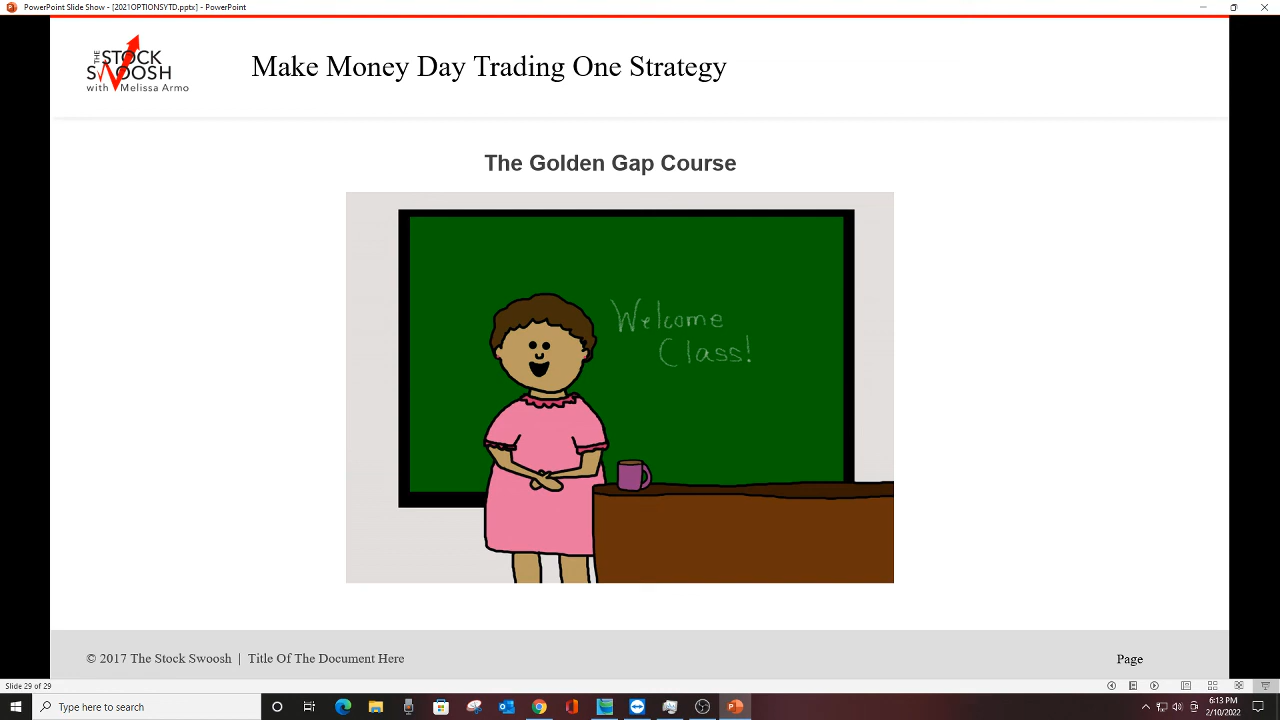 PowerPoint Slide Show - [2021OPTIONSYTD.pptx] - PowerPoint
THE STOCK
SWOOSH
with Melissa Armo
Make Money Day Trading One Strategy
The Golden Gap Course
Welcome
Class!
© 2017 The Stock Swoosh | Title Of The Document Here
Page
Slide 29 of 29
Type here to search
6:13 PM
2/10/2022